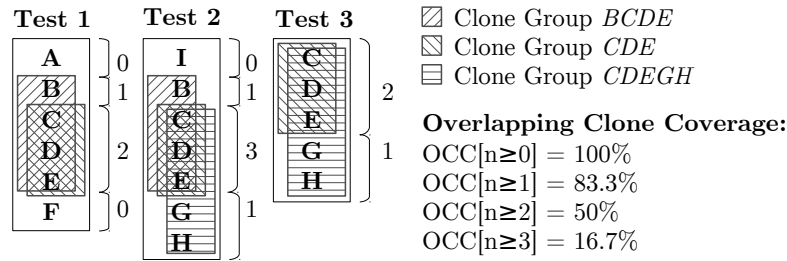 Test 1 Test 2 Test 3
A 0
B 1
C
D 2
E
F 0
I 0
B 1
C
D 3
E
G 1
H
C
D 2
E
G 1
H
Clone Group BCDE
Clone Group CDE
Clone Group CDEGH
Overlapping Clone Coverage:
OCC[n≥0] = 100%
OCC[n≥1] = 83.3%
OCC[n≥2] = 50%
OCC[n≥3] = 16.7%